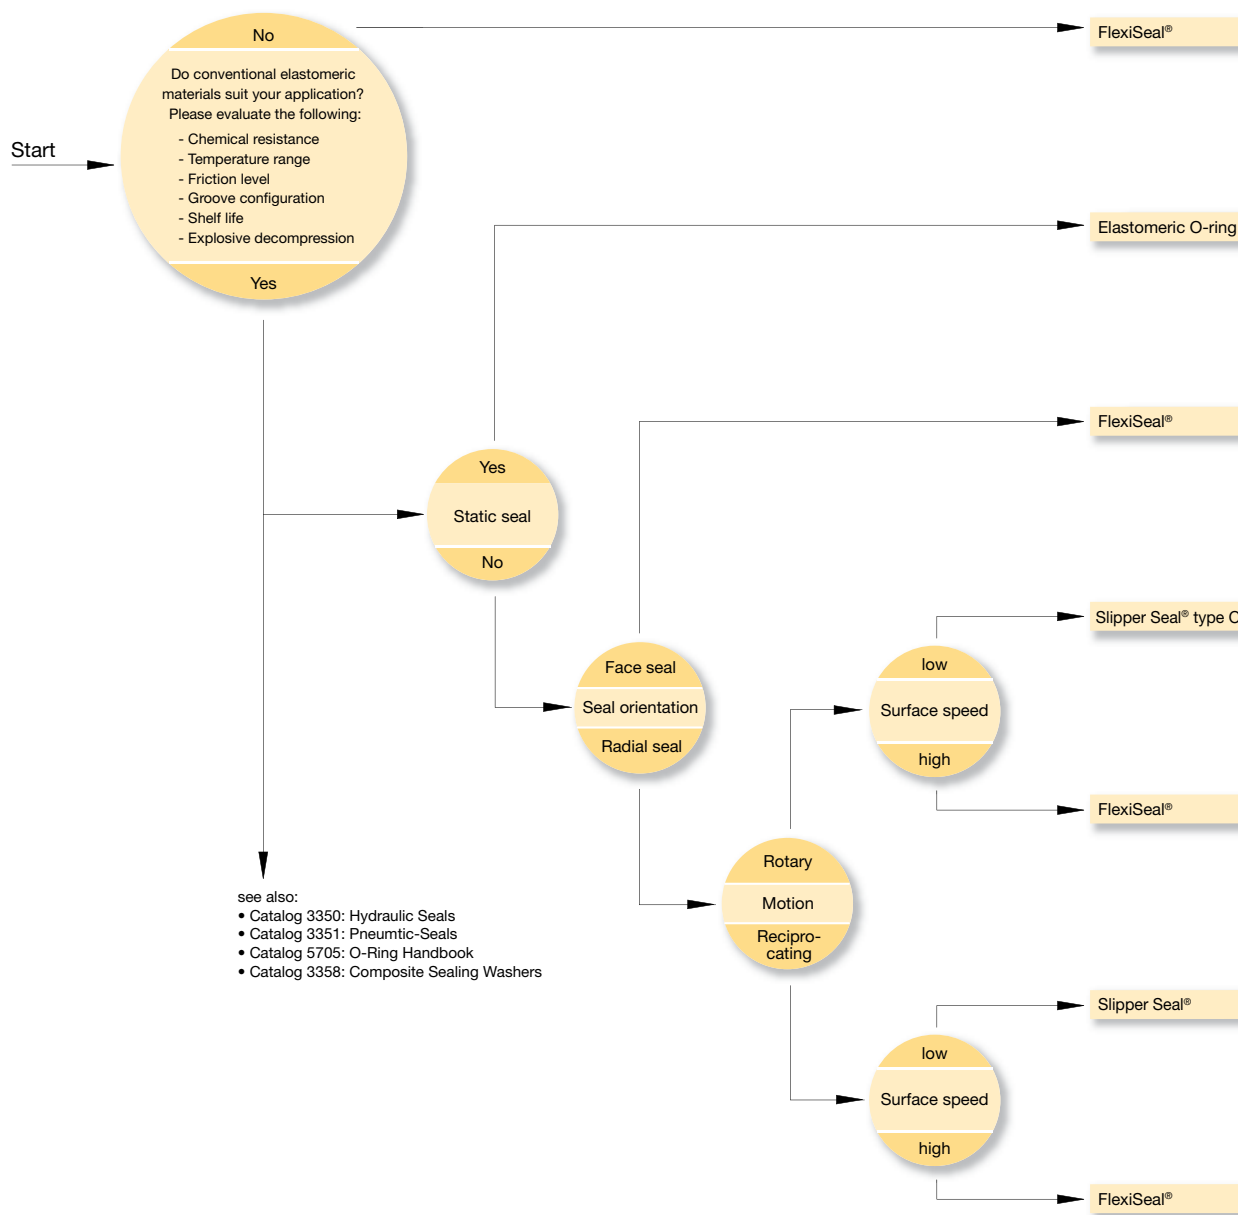 No
FlexiSeal®
Do conventional elastomeric
materials suit your application?
Please evaluate the following:
- Chemical resistance
- Temperature range
- Friction level
- Groove configuration
- Shelf life
- Explosive decompression
Start
Yes
Elastomeric O-ring
FlexiSeal®
Yes
Static seal
No
Slipper Seal® type
Face seal
Seal orientation
Radial seal
low
Surface speed
high
FlexiSeal®
Rotary
Motion
Recipro-
cating
see also:
• Catalog 3350: Hydraulic Seals
• Catalog 3351: Pneumtic-Seals
• Catalog 5705: O-Ring Handbook
• Catalog 3358: Composite Sealing Washers
Slipper Seal®
low
Surface speed
high
FlexiSeal®